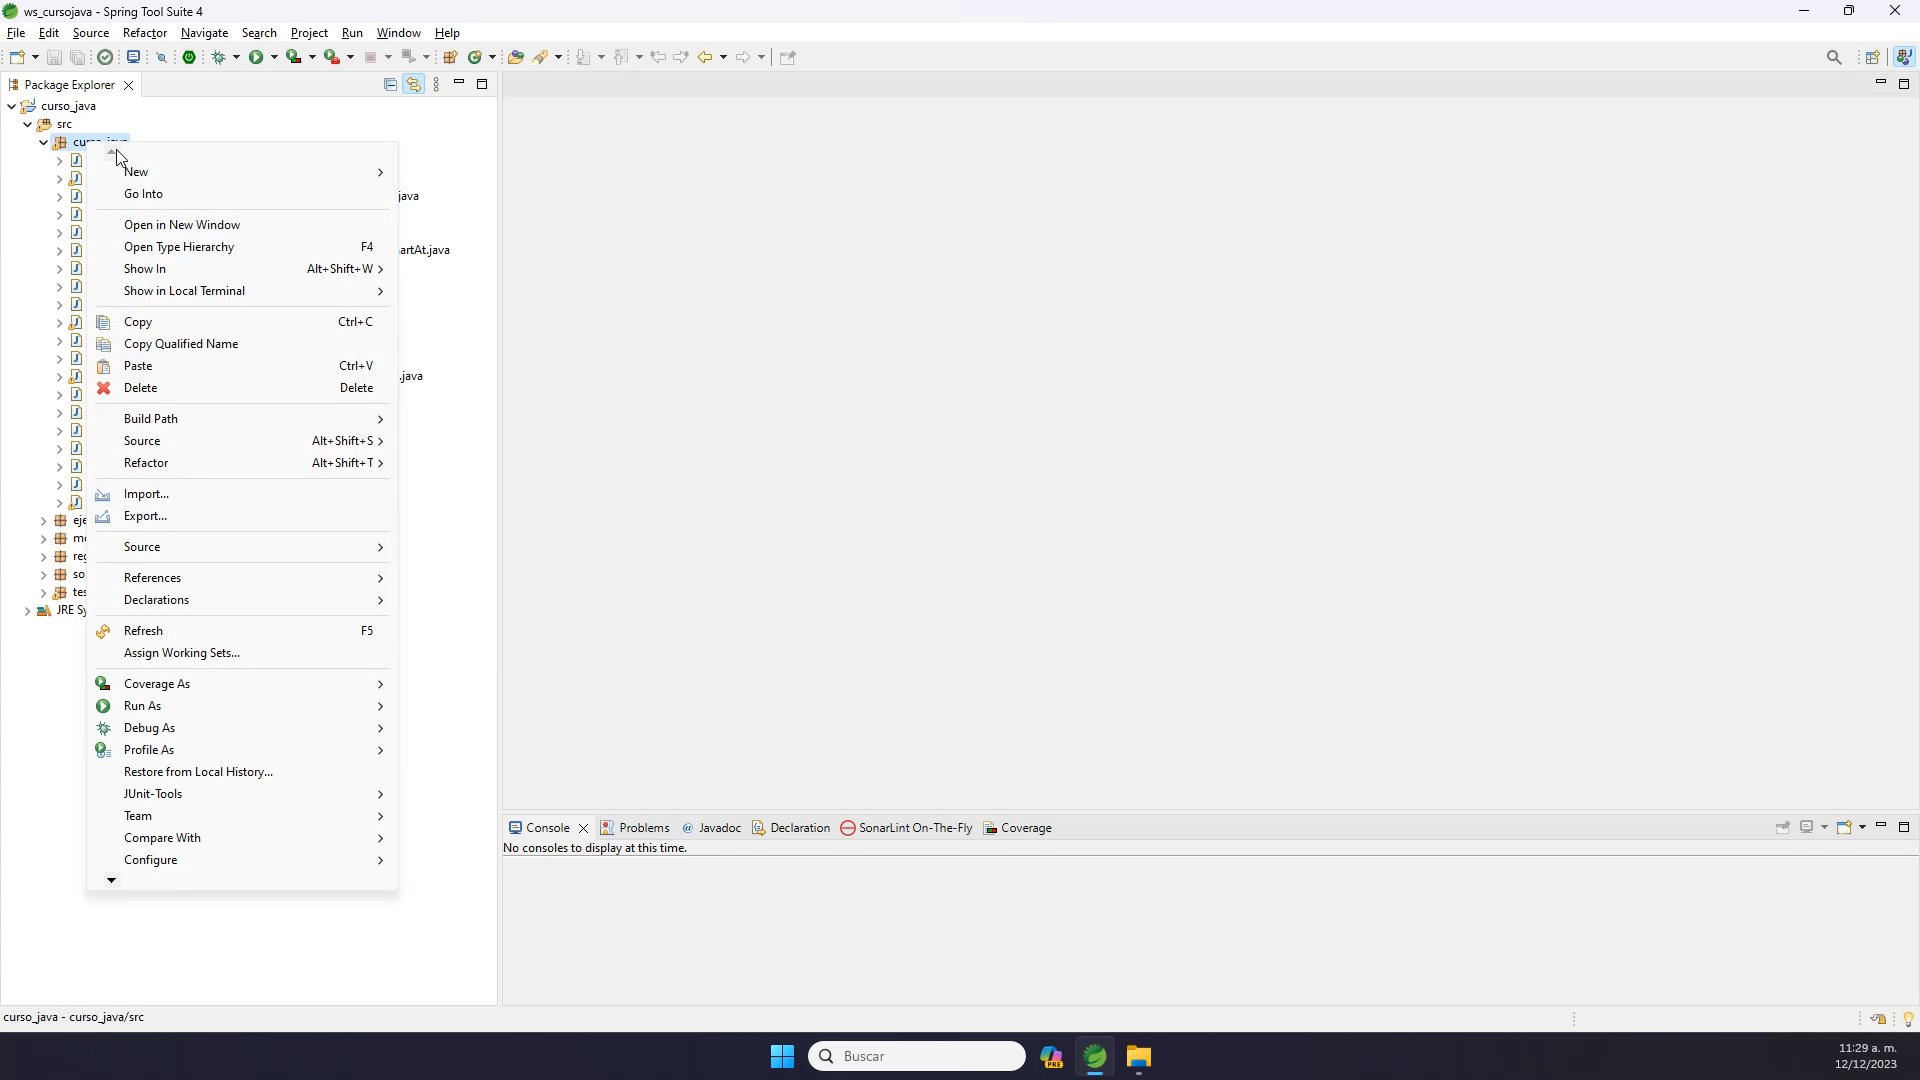 ws_cursojava - Spring Tool Suite 4
File Edit Source Refactor Navigate Search Project Run Window Help
Package Explorer
curso_java
src
New
Go Into
java
Open in New Window
Open Type Hierarchy F4
artAt.java
Show In Alt+Shift+W
Show in Local Terminal
Copy Ctrl+C
Copy Qualified Name
Paste Ctrl+V
.java
Delete Delete
Build Path
Source Alt+Shift+S
Refactor Alt+Shift+T
Import...
Export...
Source
References
JRE Sy
Declarations
Refresh F5
Assign Working Sets...
Coverage As
Run As
Debug As
Profile As
Restore from Local History...
JUnit-Tools
Team
Compare With
Configure
Console Problems @ Javadoc Declaration SonarLint On-The-Fly Coverage
No consoles to display at this time.
curso_java - curso_java/src
Buscar
PRE
11:29 a. m.
12/12/2023